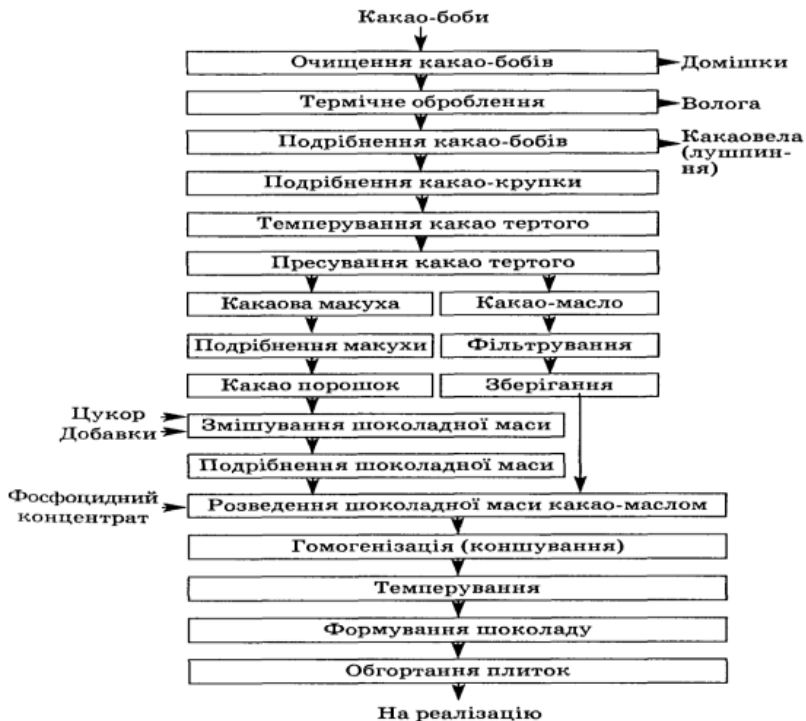 Какао-боби
Очищення какао-бобів
Домішки
Термічне оброблення
Волога
Подрібнення какао-бобів
Какаовела
(лушпин-
ня)
Подрібнення какао-крупки
Темперування какао тертого
Пресування какао тертого
Какаова макуха
Какао-масло
Подрібнення макухи
Фільтрування
Какао порошок
Зберігання
Цукор
Добавки
Змішування шоколадної маси
Подрібнення шоколадної маси
Фосфоцидний
концентрат
Розведення шоколадної маси какао-маслом
Гомогенізація (коншування)
Темперування
Формування шоколаду
Обгортання плиток
На реалізацію